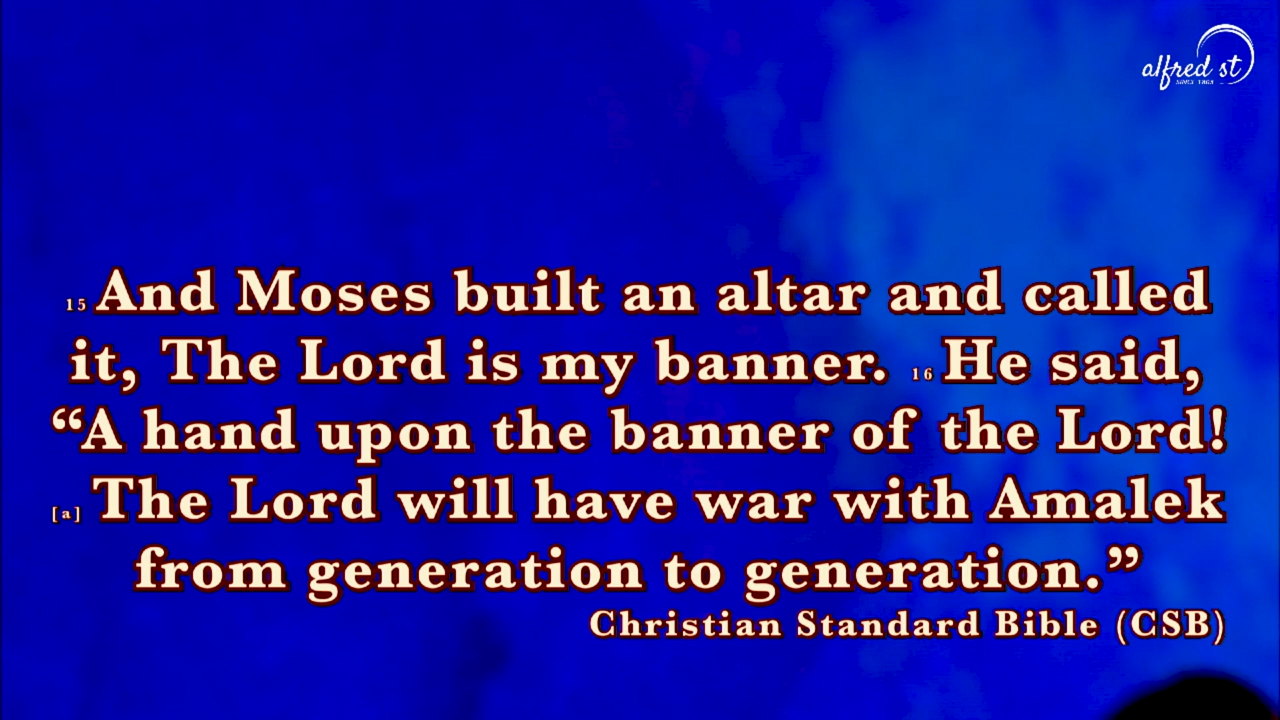 alfred st
SINCE 1803
15 And Moses built an altar and called
it, The Lord is my banner. 16 He said,
“A hand upon the banner of the Lord!
[a] The Lord will have war with Amalek
from generation to generation.”
Christian Standard Bible (CSB)